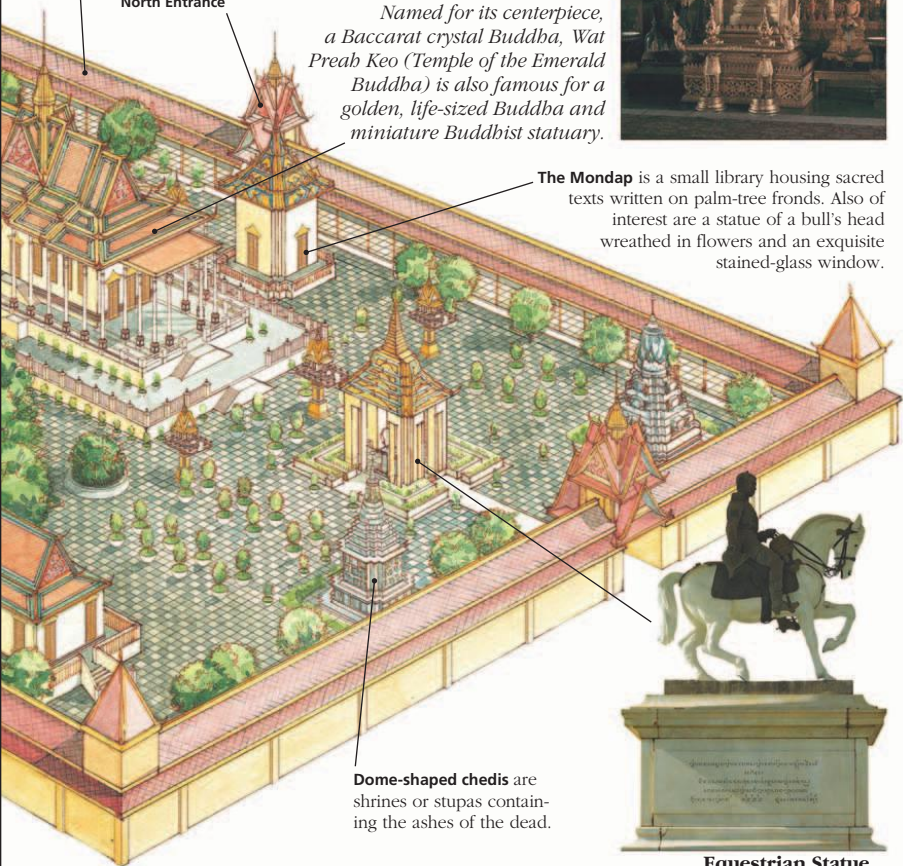 North Entrance
Named for its centerpiece,
a Baccarat crystal Buddha, Wat
Preah Keo (Temple of the Emerald
Buddha) is also famous for a
golden, life-sized Buddha and
miniature Buddhist statuary.
The Mondap is a small library housing sacred
texts written on palm-tree fronds. Also of
interest are a statue of a bull's head
wreathed in flowers and an exquisite
stained-glass window.
Dome-shaped chedis are
shrines or stupas contain-
ing the ashes of the dead.
Equestrian Statue